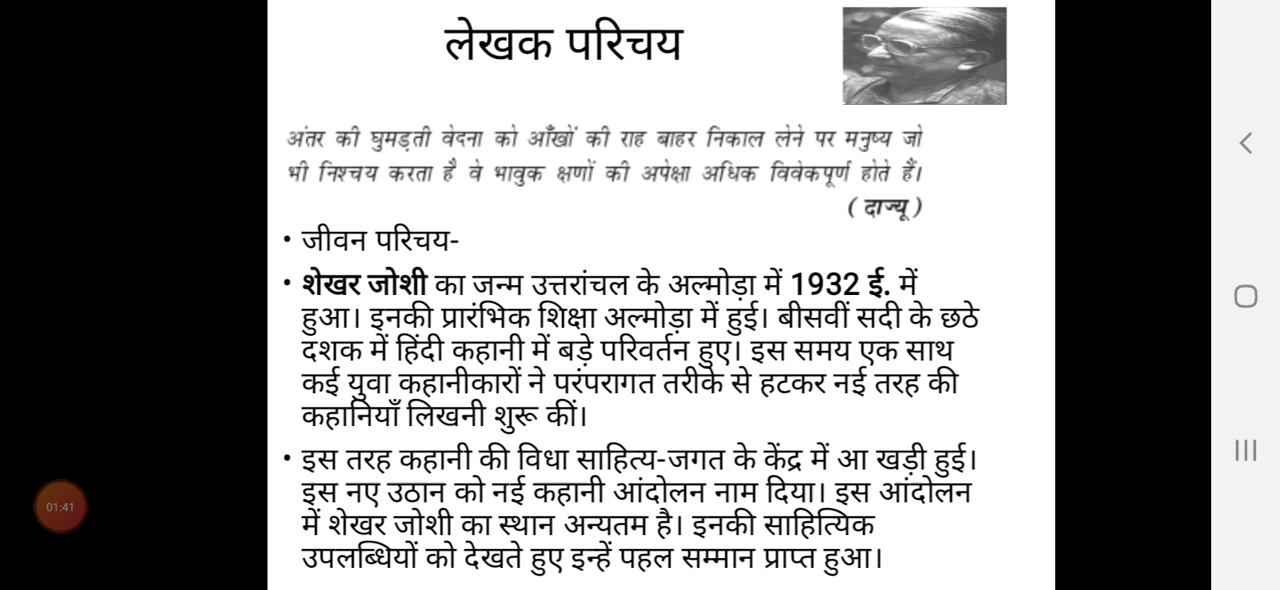 लेखक परिचय
अंतर की घुमड़ती वेदना को आँखों की राह बाहर निकाल लेने पर मनुष्य जो
भी निश्चय करता है वे भावुक क्षणों की अपेक्षा अधिक विवेकपूर्ण होते हैं।
( दाज्यू )
• जीवन परिचय-
• शेखर जोशी का जन्म उत्तरांचल के अल्मोड़ा में 1932 ई. में
हुआ। इनकी प्रारंभिक शिक्षा अल्मोड़ा में हुई। बीसवीं सदी के छठे
दशक में हिंदी कहानी में बड़े परिवर्तन हुए। इस समय एक साथ
कई युवा कहानीकारों ने परंपरागत तरीके से हटकर नई तरह की
कहानियाँ लिखनी शुरू कीं।
• इस तरह कहानी की विधा साहित्य-जगत के केंद्र में आ खड़ी हुई।
इस नए उठान को नई कहानी आंदोलन नाम दिया। इस आंदोलन
में शेखर जोशी का स्थान अन्यतम है। इनकी साहित्यिक
उपलब्धियों को देखते हुए इन्हें पहल सम्मान प्राप्त हुआ।
01:41